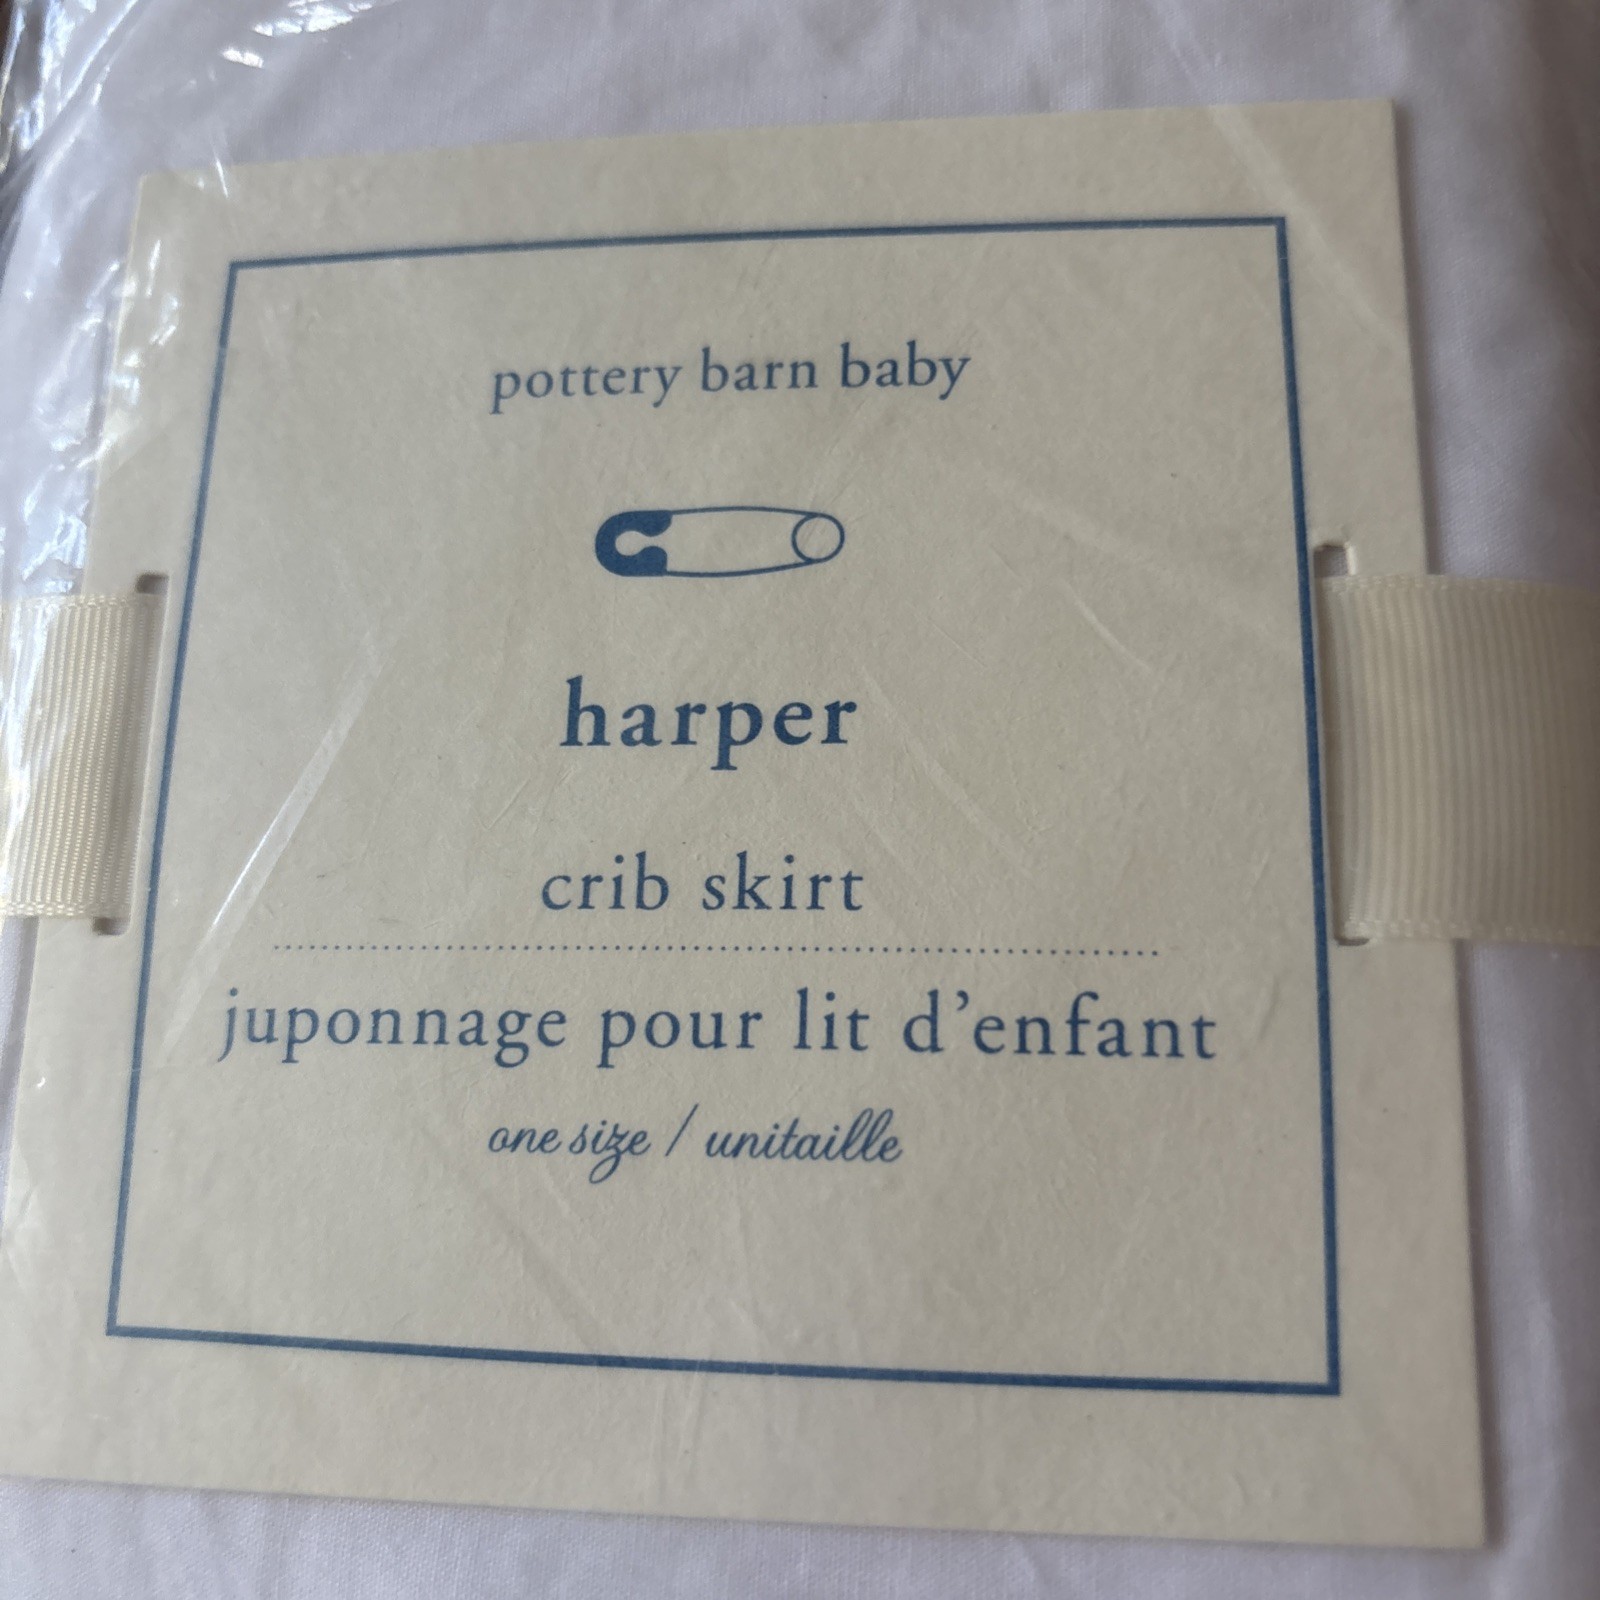 pottery barn baby
harper
crib skirt
juponnage pour lit d'enfant
one size / unitaille